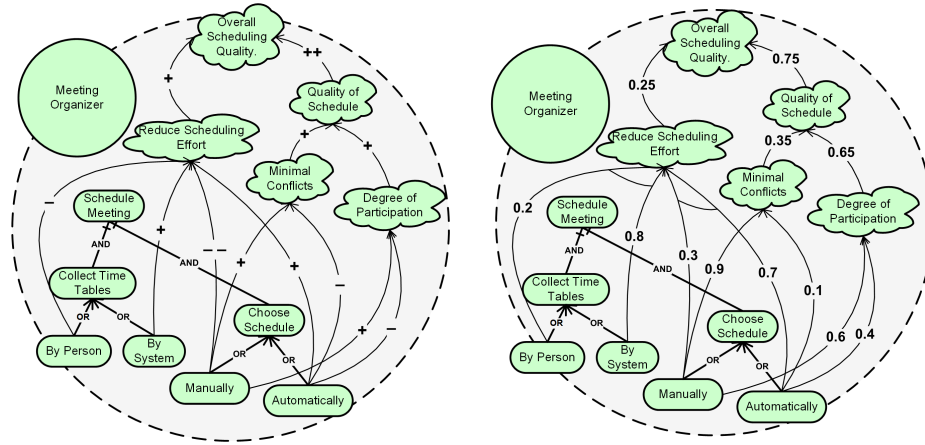 Overall
Scheduling
Quality.
++
+
Meeting
Organizer
Quality of
Schedule
Reduce Scheduling
Effort
+
+
Minimal
Conflicts
Degree of
Participation
–
Schedule
Meeting
+
– –
AND
AND
+
+
–
Collect Time
Tables
OR
OR
Choose
Schedule
+
–
By Person
By
System
OR
OR
Manually
Automatically
Overall
Scheduling
Quality.
0.75
0.25
Meeting
Organizer
Quality of
Schedule
Reduce Scheduling
Effort
0.35
0.65
Minimal
Conflicts
Degree of
Participation
0.2
Schedule
Meeting
0.8
0.3
AND
AND
0.9
0.7
0.1
Collect Time
Tables
OR
OR
Choose
Schedule
0.6
0.4
By Person
By
System
OR
OR
Manually
Automatically